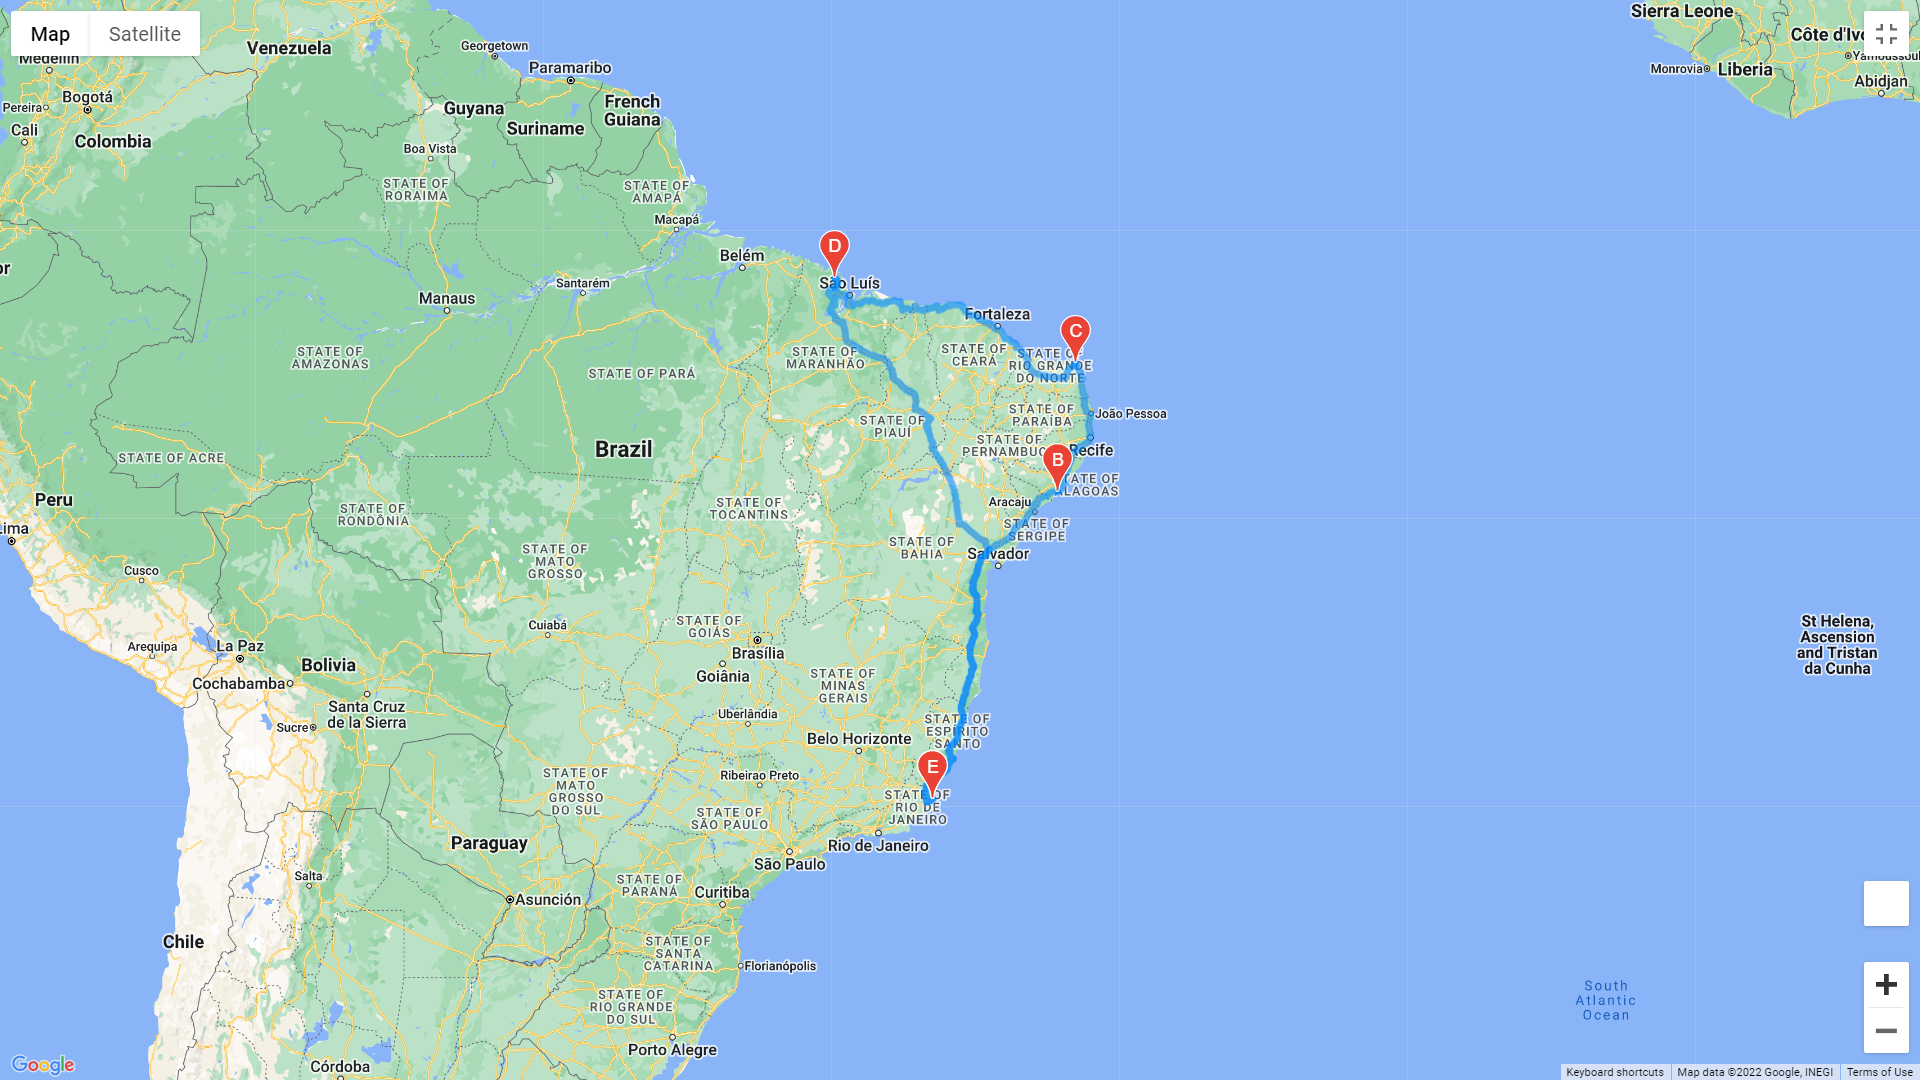 Map
Satellite
Sierra Leone
Venezuela
Georgetown
Medellín
Paramaribo
Monrovia
Liberia
Abidjan
Bogotá
Pereira
Guyana
French
Guiana
Cali
Colombia
Suriname
Boa Vista
STATE OF
RORAIMA
STATE OF
AMAPÁ
Macapá
D
Belém
São Luís
Santarém
Manaus
Fortaleza
C
STATE OF
AMAZONAS
STATE OF
MARANHÃO
STATE OF
CEARÁ
STATE OF
RIO GRANDE
DO NORTE
STATE OF PARÁ
STATE OF
PARAÍBA
João Pessoa
STATE OF
PIAUÍ
STATE OF
Brazil
Recife
STATE OF ACRE
B
Peru
Lima
STATE OF
RONDÔNIA
STATE OF
TOCANTINS
Aracaju
STATE OF
SERGIPE
STATE OF
MATO
GROSSO
STATE OF
BAHIA
Salvador
Cusco
Cuiabá
STATE OF
GOIÁS
Arequipa
La Paz
Bolivia
Brasília
Goiânia
St Helena,
Ascension
and Tristan
da Cunha
Cochabamba
Santa Cruz
de la Sierra
STATE OF
MINAS
GERAIS
Sucre
Uberlândia
Belo Horizonte
STATE OF
ESPÍRITO
SANTO
E
Ribeirao Preto
STATE OF
MATO
GROSSO
DO SUL
STATE OF
RIO DE
JANEIRO
STATE OF
SÃO PAULO
Paraguay
Rio de Janeiro
São Paulo
Salta
STATE OF
PARANÁ
Curitiba
Asunción
Chile
STATE OF
SANTA
CATARINA
Florianópolis
STATE OF
RIO GRANDE
DO SUL
South
Atlantic
Ocean
Porto Alegre
Córdoba
Google
Keyboard shortcuts
Map data ©2022 Google, INEGI
Terms of Use